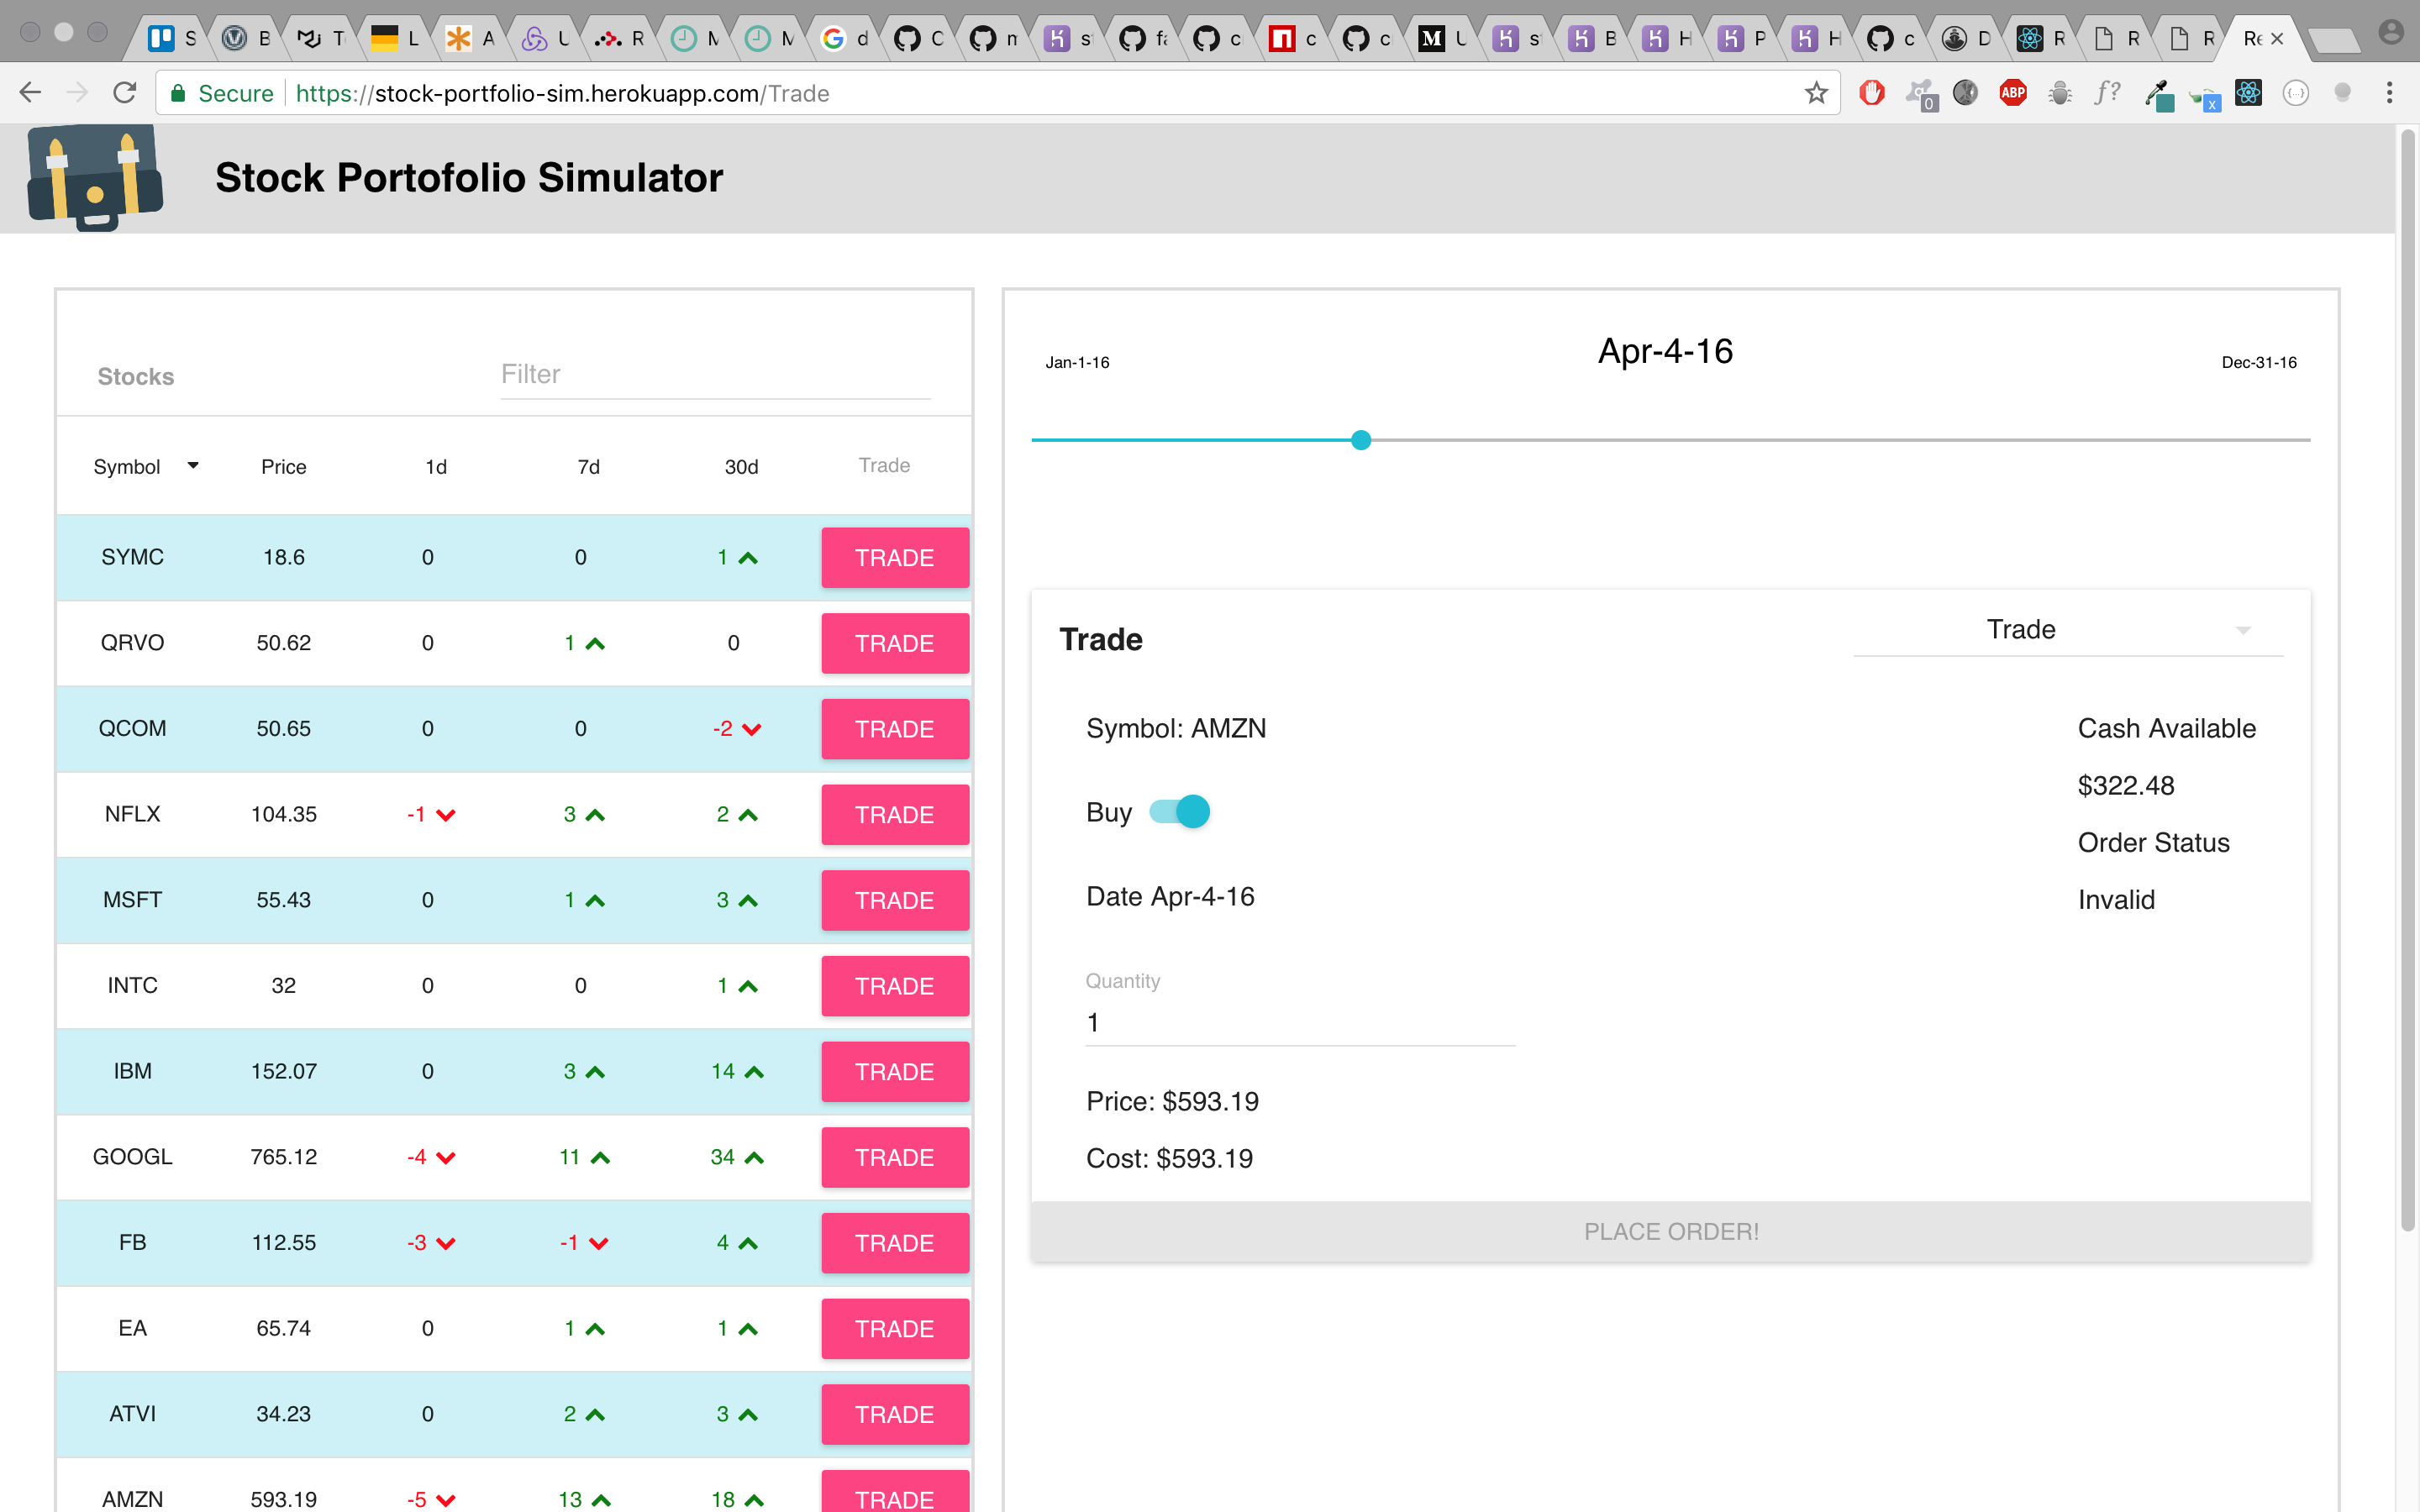 S B T L A U R M M d C m s f c c c U s B H P H c D R R R Re
Secure https://stock-portfolio-sim.herokuapp.com/Trade
ABP 0 f? x
Stock Portofolio Simulator
Stocks Filter
Symbol Price 1d 7d 30d Trade
SYMC 18.6 0 0 1 TRADE
QRVO 50.62 0 1 0 TRADE
QCOM 50.65 0 0 -2 TRADE
NFLX 104.35 -1 3 2 TRADE
MSFT 55.43 0 1 3 TRADE
INTC 32 0 0 1 TRADE
IBM 152.07 0 3 14 TRADE
GOOGL 765.12 -4 11 34 TRADE
FB 112.55 -3 -1 4 TRADE
EA 65.74 0 1 1 TRADE
ATVI 34.23 0 2 3 TRADE
AMZN 593.19 -5 13 18 TRADE
Jan-1-16 Apr-4-16 Dec-31-16
Trade Trade
Symbol: AMZN
Buy
Date Apr-4-16
Quantity
1
Price: $593.19
Cost: $593.19
Cash Available
$322.48
Order Status
Invalid
PLACE ORDER!